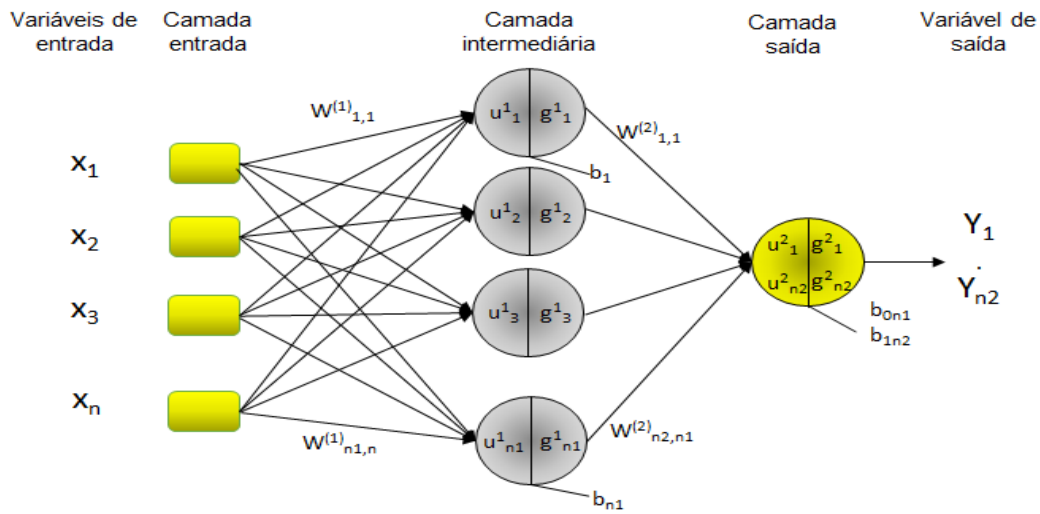 Variáveis de
entrada
Camada
entrada
Camada
intermediária
Camada
saída
Variável de
saída
x₁
x₂
x₃
xₙ
W⁽¹⁾₁,₁
W⁽¹⁾ₙ₁,ₙ
u¹₁ g¹₁
b₁
u¹₂ g¹₂
u¹₃ g¹₃
u¹ₙ₁ g¹ₙ₁
bₙ₁
W⁽²⁾₁,₁
W⁽²⁾ₙ₂,ₙ₁
u²₁ g²₁
u²ₙ₂ g²ₙ₂
b₀ₙ₁
b₁ₙ₂
Y₁
.
Yₙ₂